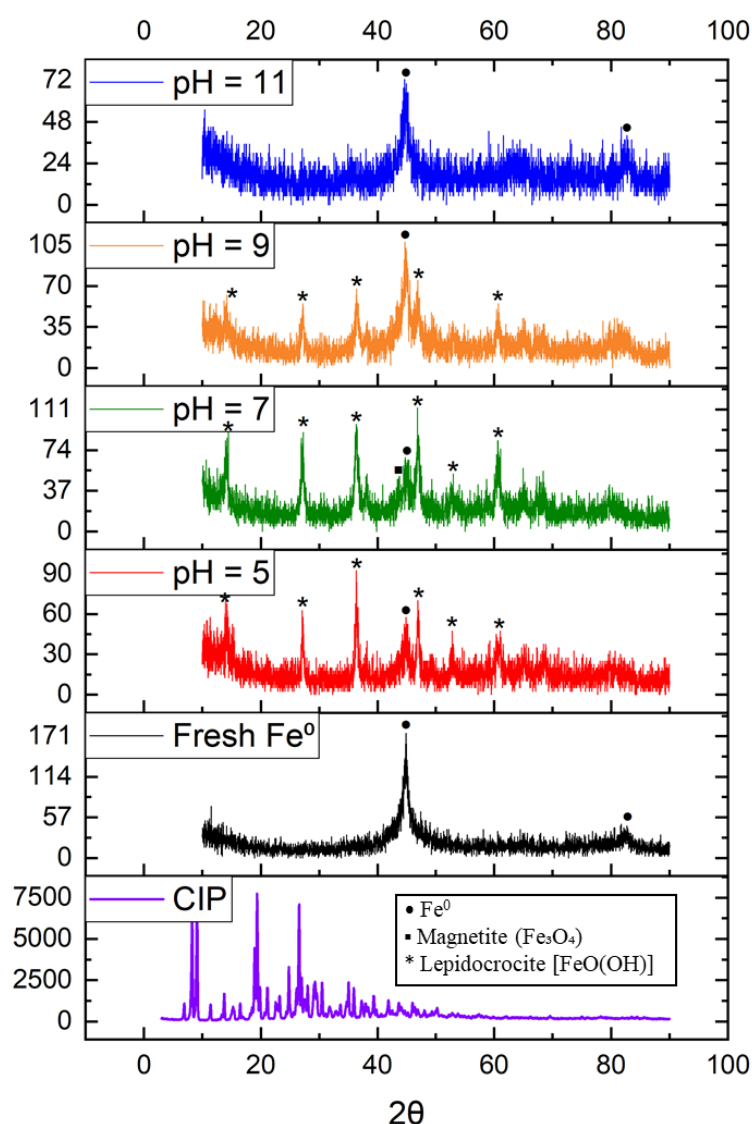 0 20 40 60 80 100
pH = 11
72
48
24
0
pH = 9
105
70
35
0
pH = 7
111
74
37
0
pH = 5
90
60
30
0
Fresh Fe⁰
171
114
57
0
CIP
7500
5000
2500
0
• Fe⁰
▪ Magnetite (Fe₃O₄)
* Lepidocrocite [FeO(OH)]
0 20 40 60 80 100
2θ